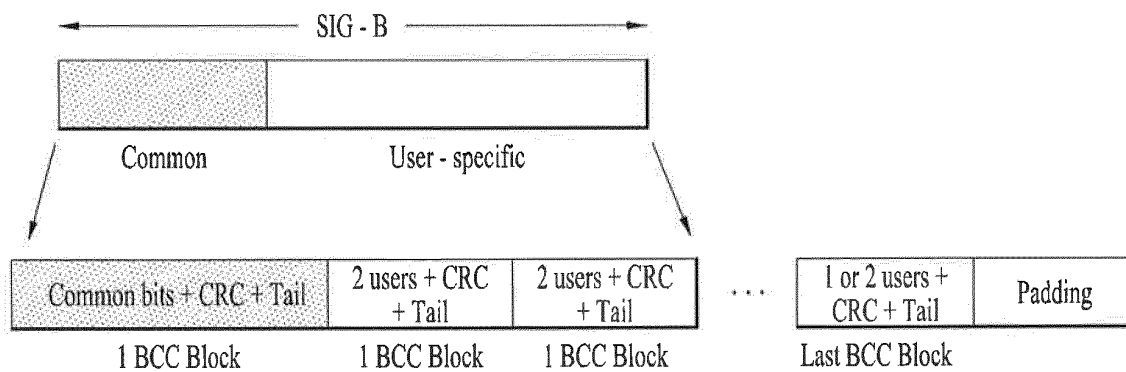 SIG - B
Common
User - specific
Common bits + CRC + Tail
2 users + CRC
+ Tail
2 users + CRC
+ Tail
...
1 or 2 users +
CRC + Tail
Padding
1 BCC Block
1 BCC Block
1 BCC Block
Last BCC Block